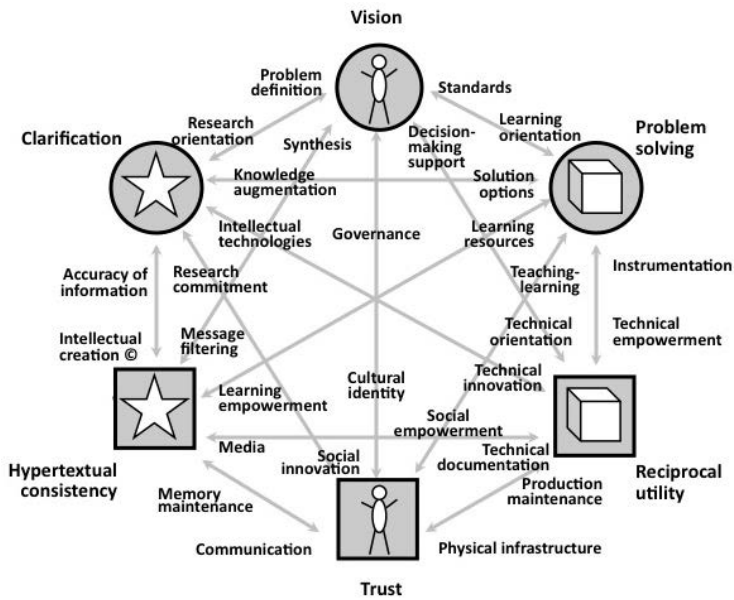 Vision
Problem
definition
Standards
Research
orientation
Learning
orientation
Clarification
Synthesis
Decision-
making
support
Problem
solving
Knowledge
augmentation
Solution
options
Intellectual
technologies
Governance
Learning
resources
Accuracy of
information
Research
commitment
Teaching-
learning
Instrumentation
Intellectual
creation ©
Message
filtering
Technical
orientation
Technical
empowerment
Learning
empowerment
Cultural
identity
Technical
innovation
Social
empowerment
Media
Social
innovation
Technical
documentation
Hypertextual
consistency
Memory
maintenance
Production
maintenance
Reciprocal
utility
Communication
Physical infrastructure
Trust